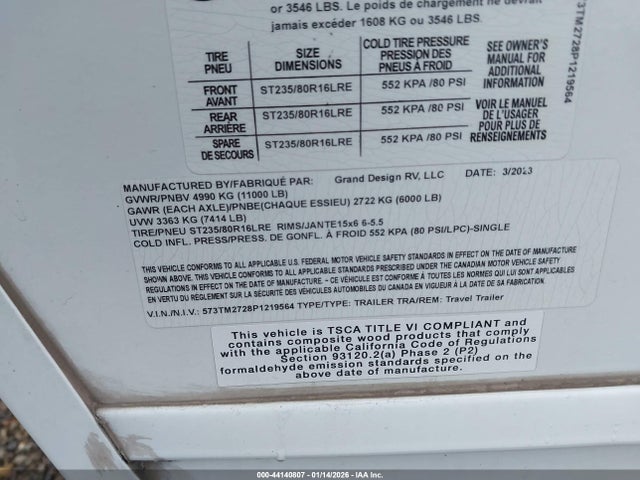 or 3546 LBS. Le poids de chargement ne devrait
jamais excéder 1608 KG ou 3546 LBS.
TIRE PNEU
SIZE DIMENSIONS
COLD TIRE PRESSURE PRESSION DES PNEUS À FROID
SEE OWNER'S MANUAL FOR ADDITIONAL INFORMATION
FRONT AVANT
ST235/80R16LRE
552 KPA /80 PSI
REAR ARRIÈRE
ST235/80R16LRE
552 KPA /80 PSI
VOIR LE MANUEL DE L'USAGER POUR PLUS DE RENSEIGNEMENTS
SPARE DE SECOURS
ST235/80R16LRE
552 KPA /80 PSI
573TM2728P1219564
MANUFACTURED BY/FABRIQUÉ PAR: Grand Design RV, LLC DATE: 3/2023
GVWR/PNBV 4990 KG (11000 LB)
GAWR (EACH AXLE)/PNBE(CHAQUE ESSIEU) 2722 KG (6000 LB)
UVW 3363 KG (7414 LB)
TIRE/PNEU ST235/80R16LRE RIMS/JANTE15x6 6-5.5
COLD INFL. PRESS/PRESS. DE GONFL. À FROID 552 KPA (80 PSI/LPC)-SINGLE
THIS VEHICLE CONFORMS TO ALL APPLICABLE U.S. FEDERAL MOTOR VEHICLE SAFETY STANDARDS IN EFFECT ON THE DATE OF MANUFACTURE
SHOWN ABOVE. THIS VEHICLE CONFORMS TO ALL APPLICABLE STANDARDS PRESCRIBED UNDER THE CANADIAN MOTOR VEHICLE SAFETY
REGULATIONS IN EFFECT ON THE DATE OF MANUFACTURE - CE VÉHICULE EST CONFORME À TOUTES LES NORMES QUI LUI SONT APPLICABLES
EN VERTU DU RÈGLEMENT SUR LA SÉCURITÉ DES VÉHICULES AUTOMOBILES DU CANADA EN VIGUEUR À LA DATE DE SA FABRICATION.
V.I.N./N.I.V.: 573TM2728P1219564 TYPE/TYPE: TRAILER TRA/REM: Travel Trailer
This vehicle is TSCA TITLE VI COMPLIANT and
contains composite wood products that comply
with the applicable California Code of Regulations
Section 93120.2(a) Phase 2 (P2)
formaldehyde emission standards specified on the
above date of manufacture.
000-44140807 - 01/14/2026 - IAA Inc.